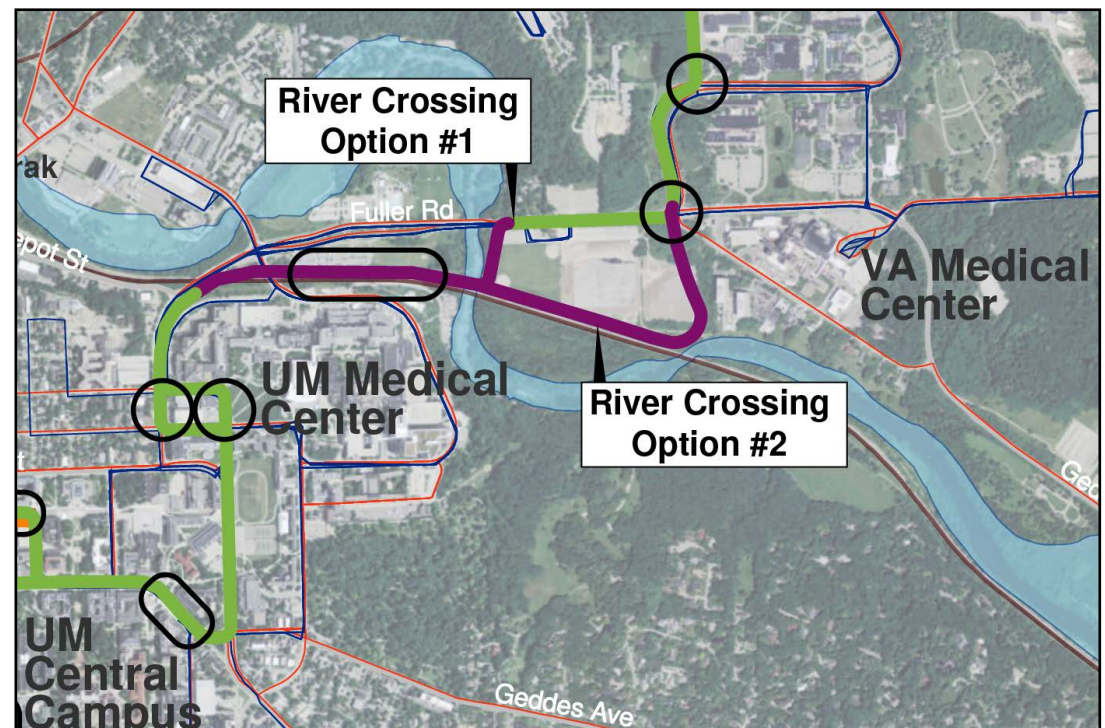 River Crossing
Option #1
rak
Fuller Rd
epot St
VA Medical
Center
UM Medical
Center
River Crossing
Option #2
t
Ged
UM
Central
Campus
Geddes Ave